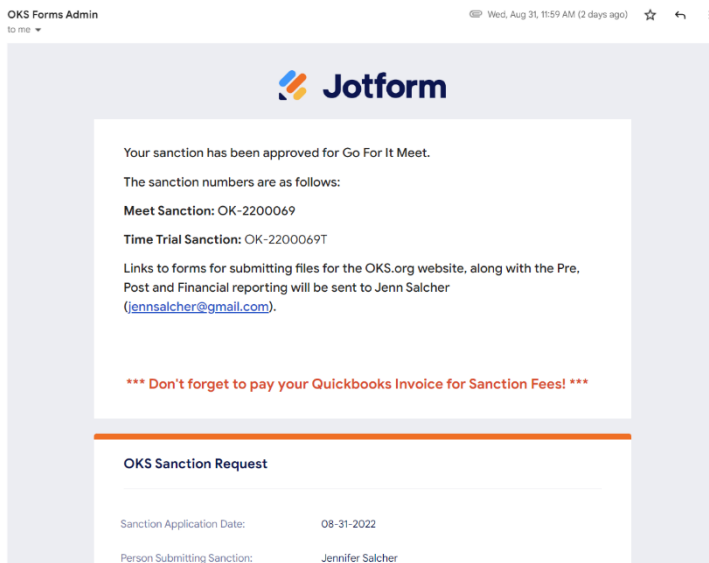 OKS Forms Admin
Wed, Aug 31, 11:59 AM (2 days ago)
to me
Jotform
Your sanction has been approved for Go For It Meet.
The sanction numbers are as follows:
Meet Sanction: OK-2200069
Time Trial Sanction: OK-2200069T
Links to forms for submitting files for the OKS.org website, along with the Pre,
Post and Financial reporting will be sent to Jenn Salcher
(jennsalcher@gmail.com).
*** Don't forget to pay your Quickbooks Invoice for Sanction Fees! ***
OKS Sanction Request
Sanction Application Date: 08-31-2022
Person Submitting Sanction: Jennifer Salcher